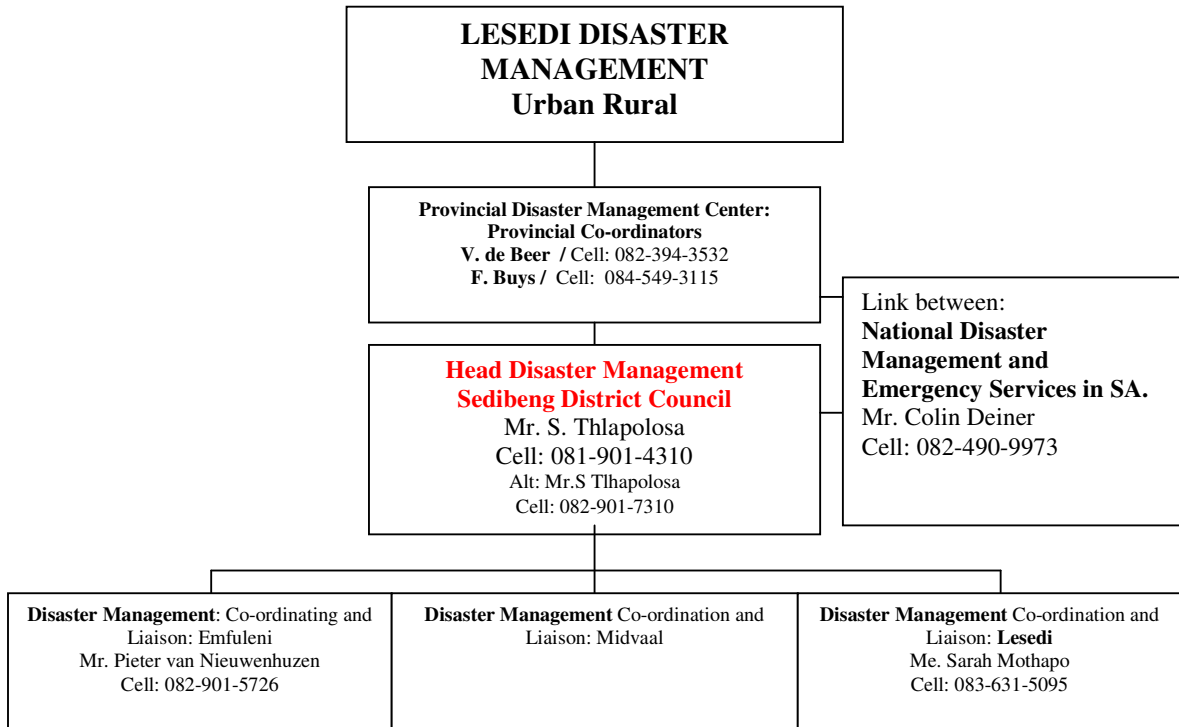 LESEDI DISASTER
MANAGEMENT
Urban Rural
Provincial Disaster Management Center:
Provincial Co-ordinators
V. de Beer / Cell: 082-394-3532
F. Buys / Cell: 084-549-3115
Link between:
National Disaster
Management and
Emergency Services in SA.
Mr. Colin Deiner
Cell: 082-490-9973
Head Disaster Management
Sedibeng District Council
Mr. S. Thlapolosa
Cell: 081-901-4310
Alt: Mr.S Tlhapolosa
Cell: 082-901-7310
Disaster Management: Co-ordinating and
Liaison: Emfuleni
Mr. Pieter van Nieuwenhuzen
Cell: 082-901-5726
Disaster Management Co-ordination and
Liaison: Midvaal
Disaster Management Co-ordination and
Liaison: Lesedi
Me. Sarah Mothapo
Cell: 083-631-5095